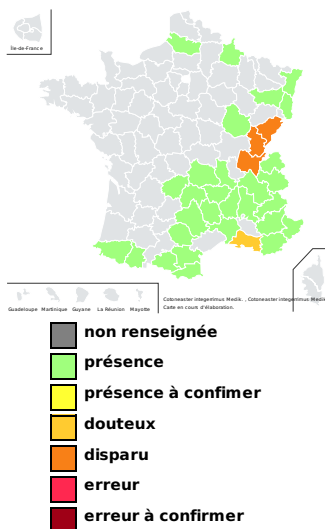 Île-de-France
Guadeloupe Martinique Guyane La Réunion Mayotte
Cotoneaster integerrimus Medik. , Cotoneaster integerrimus Medik
Carte en cours d'élaboration.
non renseignée
présence
présence à confimer
douteux
disparu
erreur
erreur à confirmer